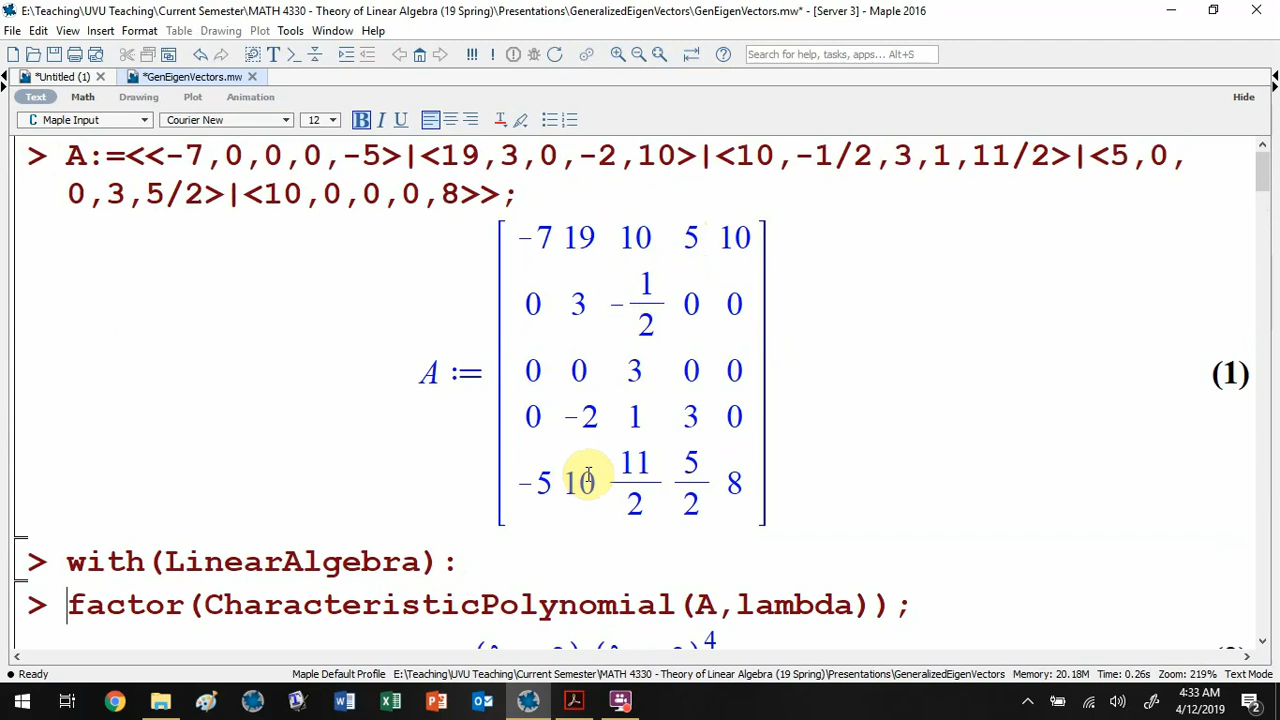 E:\Teaching\UVU Teaching\Current Semester\MATH 4330 - Theory of Linear Algebra (19 Spring)\Presentations\GeneralizedEigenVectors\GenEigenVectors.mw* - [Server 3] - Maple 2016
File Edit View Insert Format Table Drawing Plot Tools Window Help
Search for help, tasks, apps... Alt+S
*Untitled (1) *GenEigenVectors.mw
Text Math Drawing Plot Animation Hide
C Maple Input Courier New 12 B I U
> A:=<<-7,0,0,0,-5>|<19,3,0,-2,10>|<10,-1/2,3,1,11/2>|<5,0,
0,3,5/2>|<10,0,0,0,8>>;
-7 19 10 5 10
0 3 -1/2 0 0
A := 0 0 3 0 0 (1)
0 -2 1 3 0
-5 10 11/2 5/2 8
> with(LinearAlgebra):
> factor(CharacteristicPolynomial(A,lambda));
4
Ready Maple Default Profile E:\Teaching\UVU Teaching\Current Semester\MATH 4330 - Theory of Linear Algebra (19 Spring)\Presentations\GeneralizedEigenVectors Memory: 20.18M Time: 0.26s Zoom: 219% Text Mode
4:33 AM
4/12/2019
2